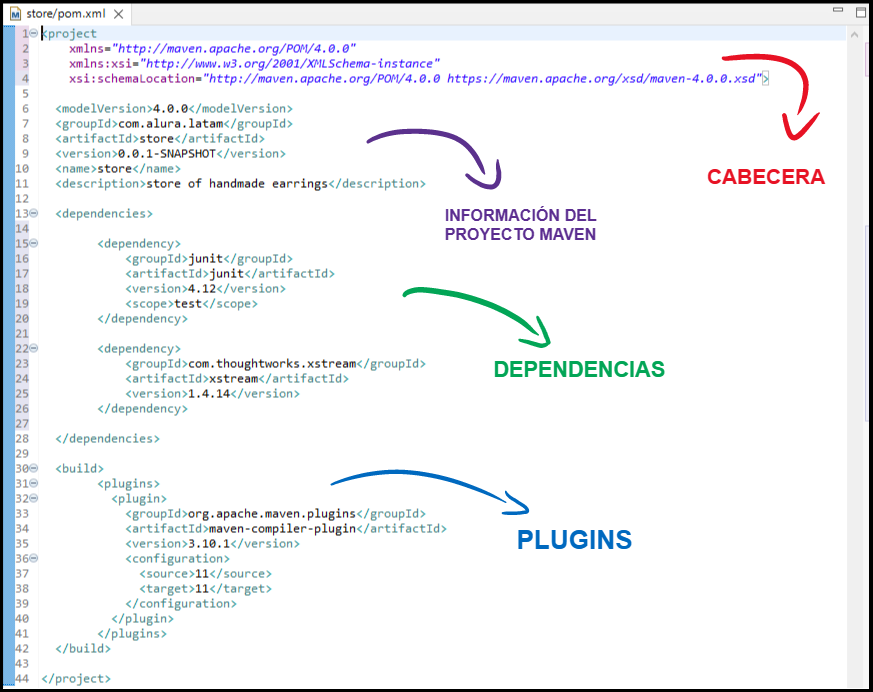 store/pom.xml
1 <project
2 xmlns="http://maven.apache.org/POM/4.0.0"
3 xmlns:xsi="http://www.w3.org/2001/XMLSchema-instance"
4 xsi:schemaLocation="http://maven.apache.org/POM/4.0.0 https://maven.apache.org/xsd/maven-4.0.0.xsd">
5
6 <modelVersion>4.0.0</modelVersion>
7 <groupId>com.alura.latam</groupId>
8 <artifactId>store</artifactId>
9 <version>0.0.1-SNAPSHOT</version>
10 <name>store</name>
11 <description>store of handmade earrings</description>
12
13 <dependencies>
14
15 <dependency>
16 <groupId>junit</groupId>
17 <artifactId>junit</artifactId>
18 <version>4.12</version>
19 <scope>test</scope>
20 </dependency>
21
22 <dependency>
23 <groupId>com.thoughtworks.xstream</groupId>
24 <artifactId>xstream</artifactId>
25 <version>1.4.14</version>
26 </dependency>
27
28 </dependencies>
29
30 <build>
31 <plugins>
32 <plugin>
33 <groupId>org.apache.maven.plugins</groupId>
34 <artifactId>maven-compiler-plugin</artifactId>
35 <version>3.10.1</version>
36 <configuration>
37 <source>11</source>
38 <target>11</target>
39 </configuration>
40 </plugin>
41 </plugins>
42 </build>
43
44 </project>
CABECERA
INFORMACIÓN DEL
PROYECTO MAVEN
DEPENDENCIAS
PLUGINS